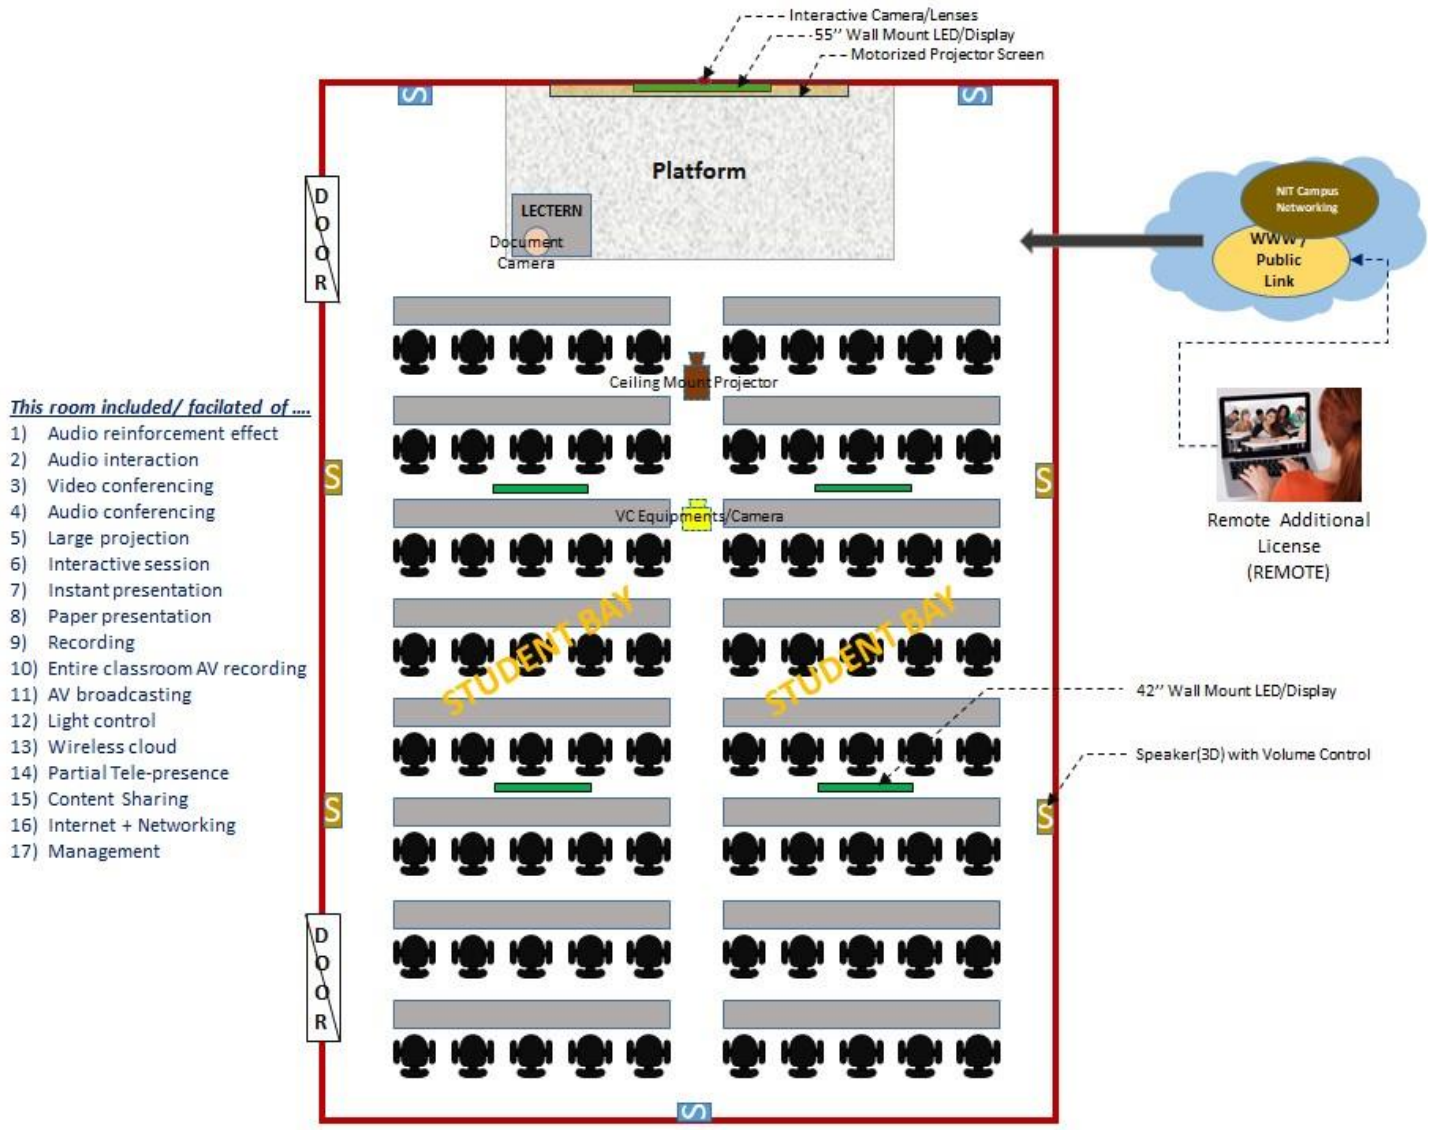 Interactive Camera/Lenses
55’’ Wall Mount LED/Display
Motorized Projector Screen
S
S
Platform
LECTERN
Document
Camera
D
O
O
R
NIT Campus
Networking
WWW /
Public
Link
Ceiling Mount Projector
This room included/ facilated of ....
1) Audio reinforcement effect
2) Audio interaction
3) Video conferencing
4) Audio conferencing
5) Large projection
6) Interactive session
7) Instant presentation
8) Paper presentation
9) Recording
10) Entire classroom AV recording
11) AV broadcasting
12) Light control
13) Wireless cloud
14) Partial Tele-presence
15) Content Sharing
16) Internet + Networking
17) Management
S
S
VC Equipments/Camera
Remote Additional
License
(REMOTE)
STUDENT BAY
STUDENT BAY
42’’ Wall Mount LED/Display
Speaker(3D) with Volume Control
S
S
D
O
O
R
S